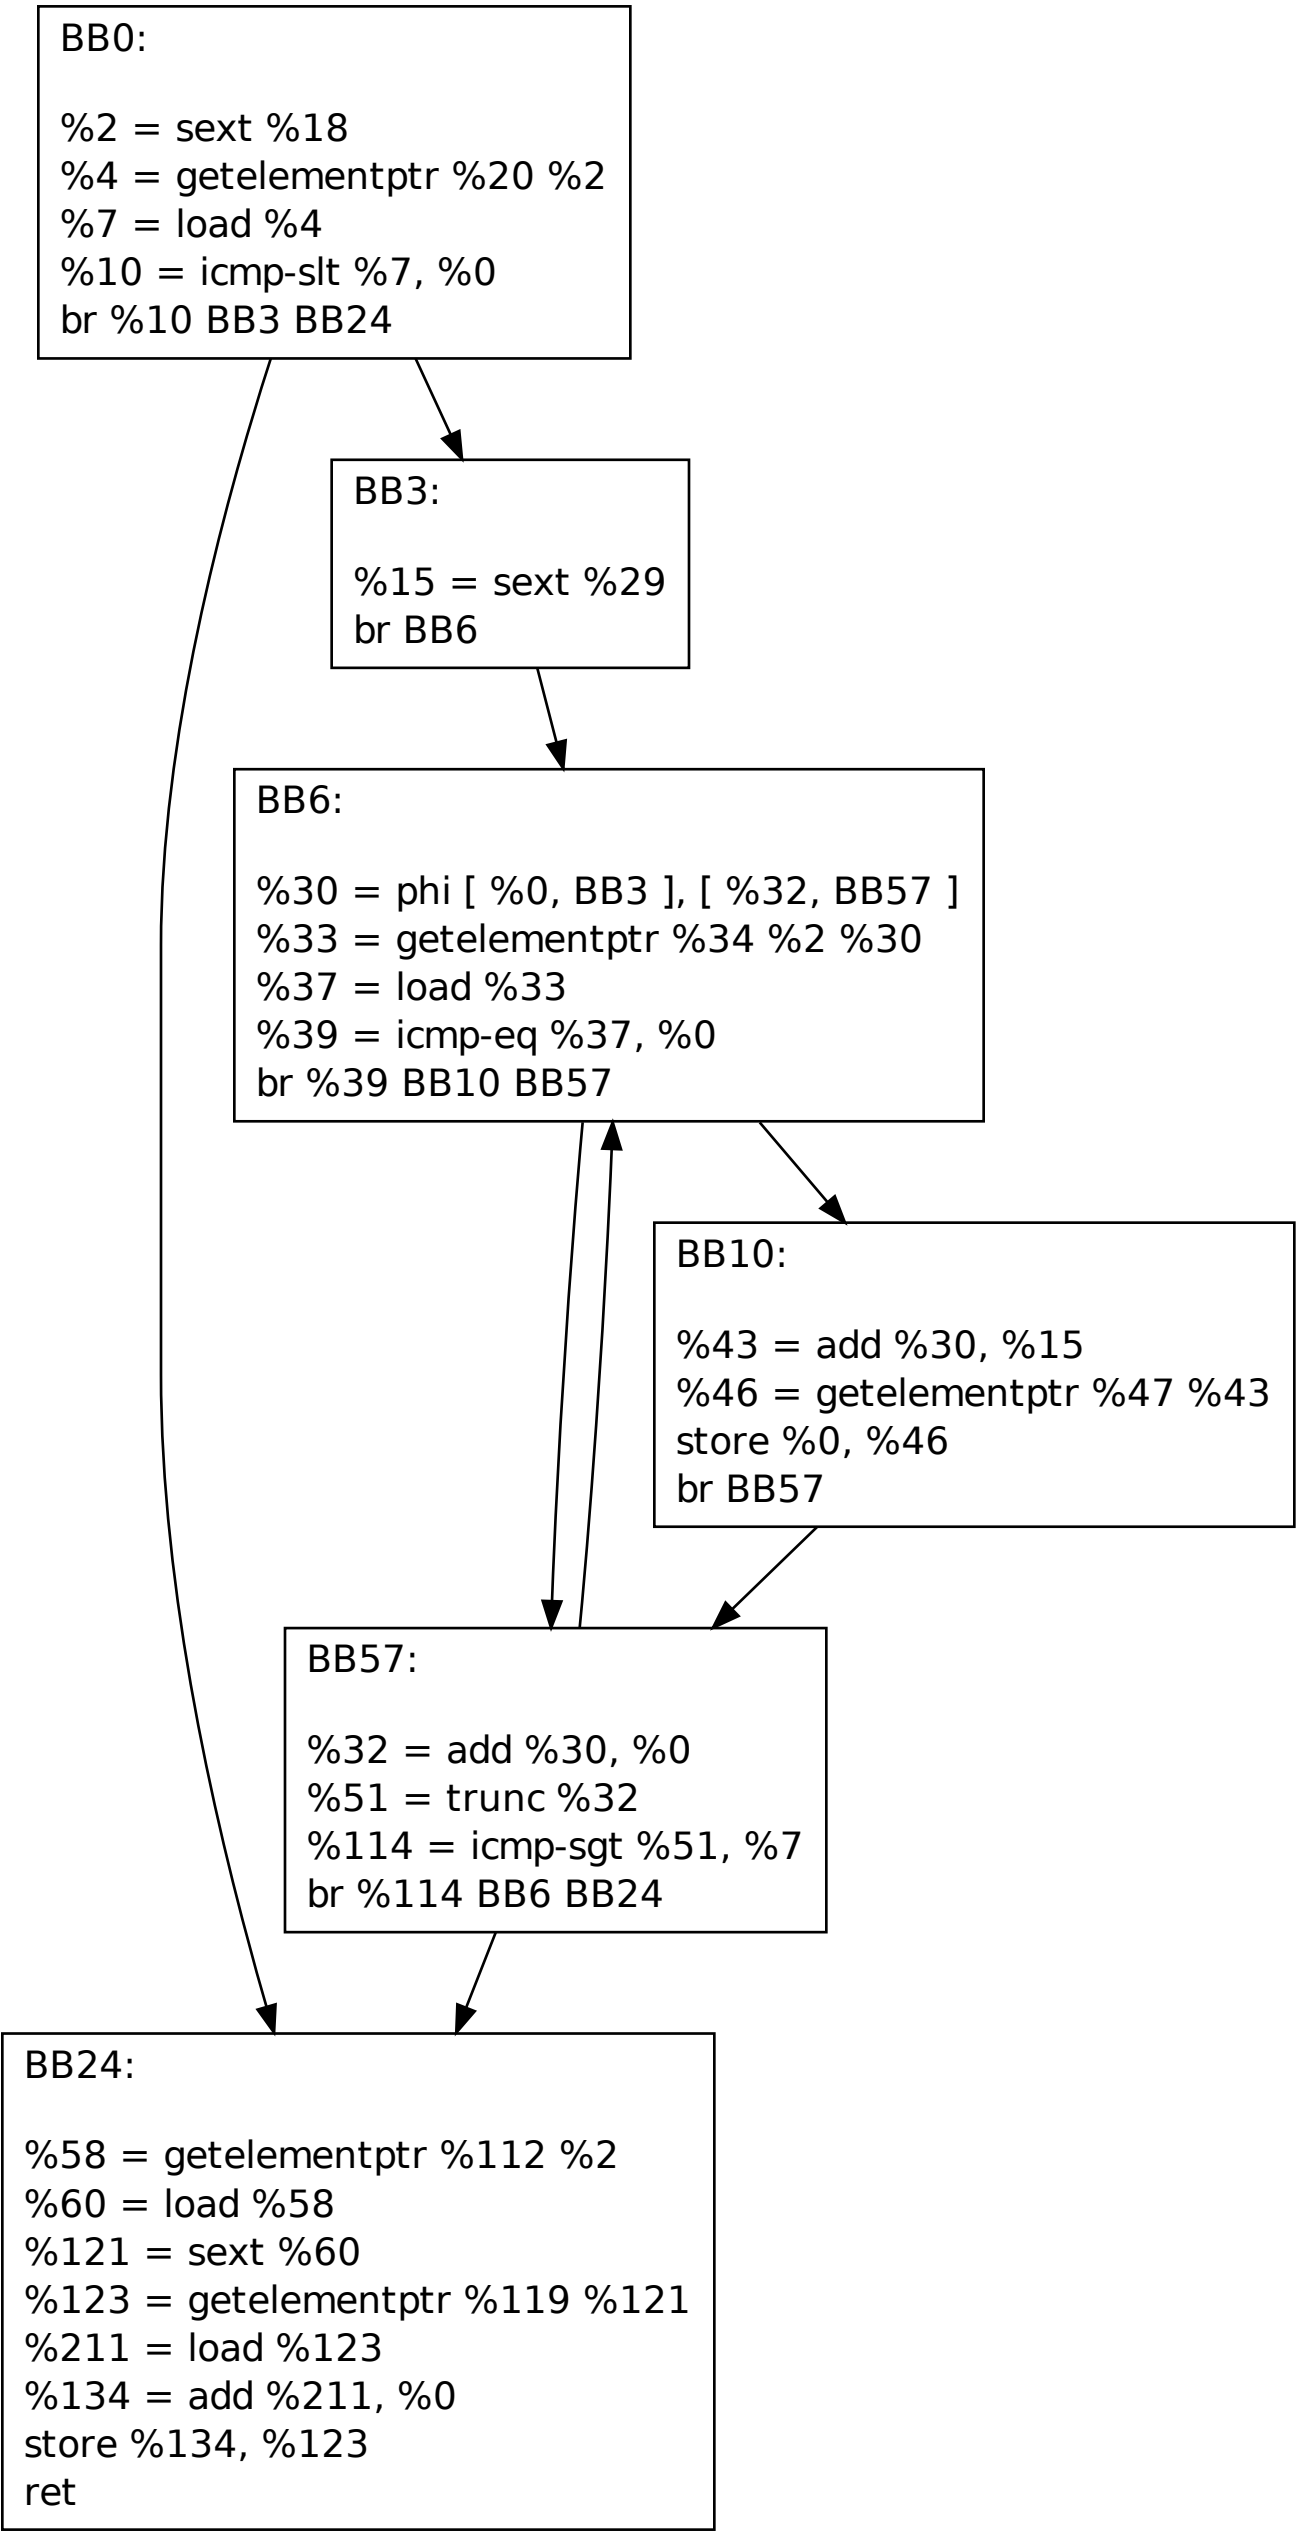 BB0:
%2 = sext %18
%4 = getelementptr %20 %2
%7 = load %4
%10 = icmp-slt %7, %0
br %10 BB3 BB24
BB3:
%15 = sext %29
br BB6
BB6:
%30 = phi [ %0, BB3 ], [ %32, BB57 ]
%33 = getelementptr %34 %2 %30
%37 = load %33
%39 = icmp-eq %37, %0
br %39 BB10 BB57
BB10:
%43 = add %30, %15
%46 = getelementptr %47 %43
store %0, %46
br BB57
BB57:
%32 = add %30, %0
%51 = trunc %32
%114 = icmp-sgt %51, %7
br %114 BB6 BB24
BB24:
%58 = getelementptr %112 %2
%60 = load %58
%121 = sext %60
%123 = getelementptr %119 %121
%211 = load %123
%134 = add %211, %0
store %134, %123
ret